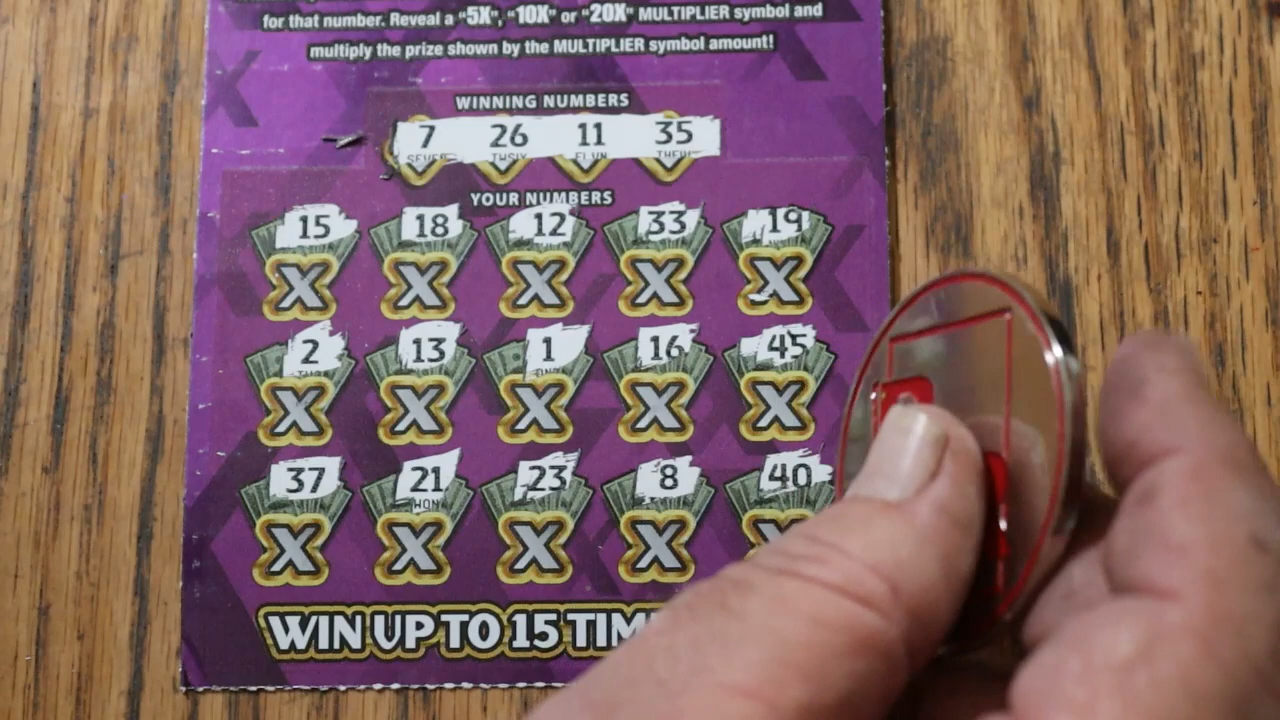 for that number. Reveal a "5X", "10X" or "20X" MULTIPLIER symbol and
multiply the prize shown by the MULTIPLIER symbol amount!
WINNING NUMBERS
7 26 11 35
YOUR NUMBERS
15 18 12 33 19
X X X X X
2 13 1 16 45
X X X X X
37 21 23 8 40
WON
X X X X X
WIN UP TO 15 TIM